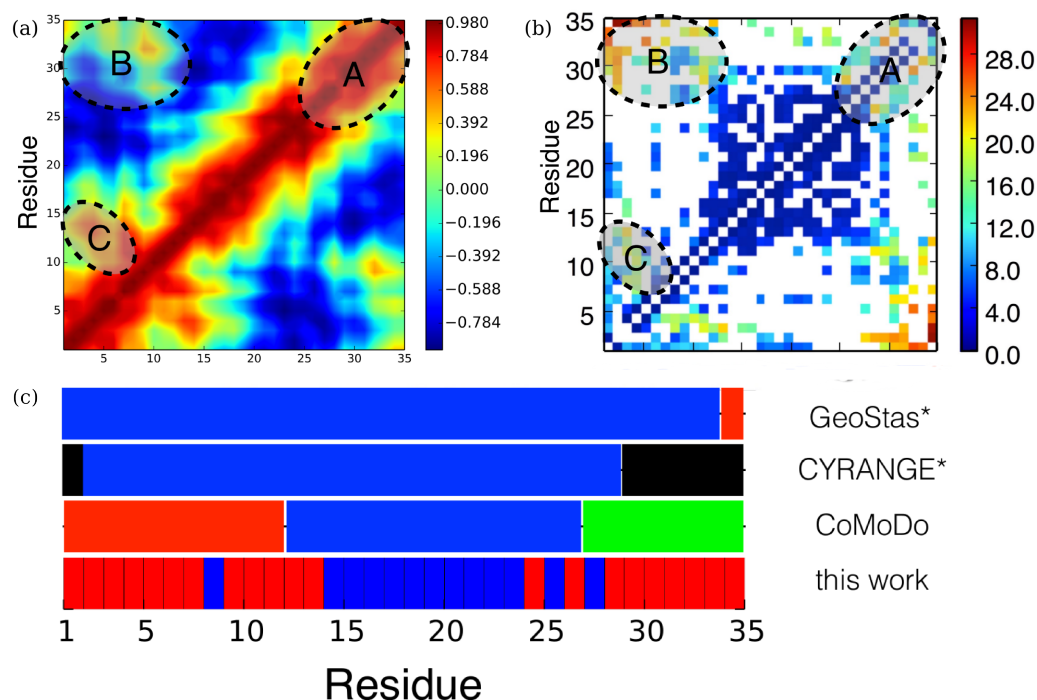 (a)
35
30
25
20
15
10
5
Residue
5
10
15
20
25
30
35
A
B
C
0.980
0.784
0.588
0.392
0.196
0.000
−0.196
−0.392
−0.588
−0.784
(b)
35
30
25
20
15
10
5
Residue
A
B
C
28.0
24.0
20.0
16.0
12.0
8.0
4.0
0.0
(c)
GeoStas*
CYRANGE*
CoMoDo
this work
1 5 10 15 20 25 30 35
Residue